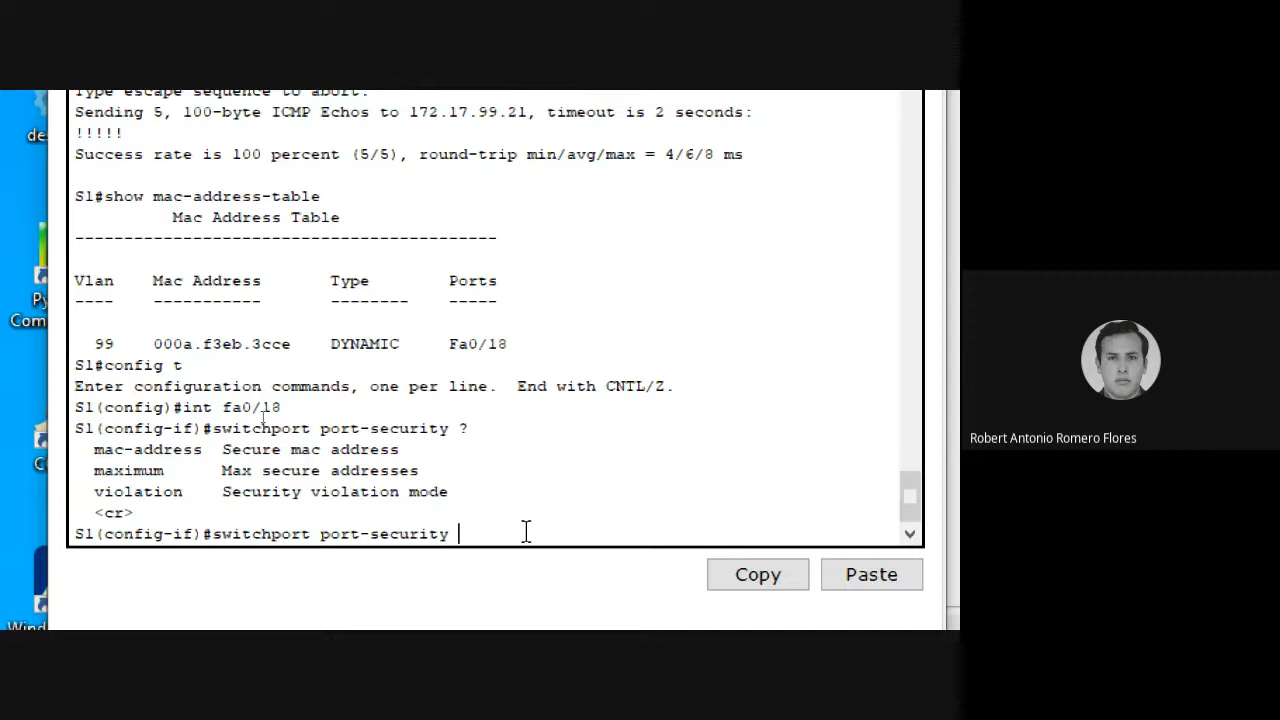 Type escape sequence to abort.
Sending 5, 100-byte ICMP Echos to 172.17.99.21, timeout is 2 seconds:
!!!!!
Success rate is 100 percent (5/5), round-trip min/avg/max = 4/6/8 ms
S1#show mac-address-table
Mac Address Table
-------------------------------------------
Vlan Mac Address Type Ports
---- ----------- -------- -----
99 000a.f3eb.3cce DYNAMIC Fa0/18
S1#config t
Enter configuration commands, one per line. End with CNTL/Z.
S1(config)#int fa0/18
S1(config-if)#switchport port-security ?
mac-address Secure mac address
maximum Max secure addresses
violation Security violation mode
<cr>
S1(config-if)#switchport port-security
Copy Paste
de
Py
Com
Wind
Robert Antonio Romero Flores